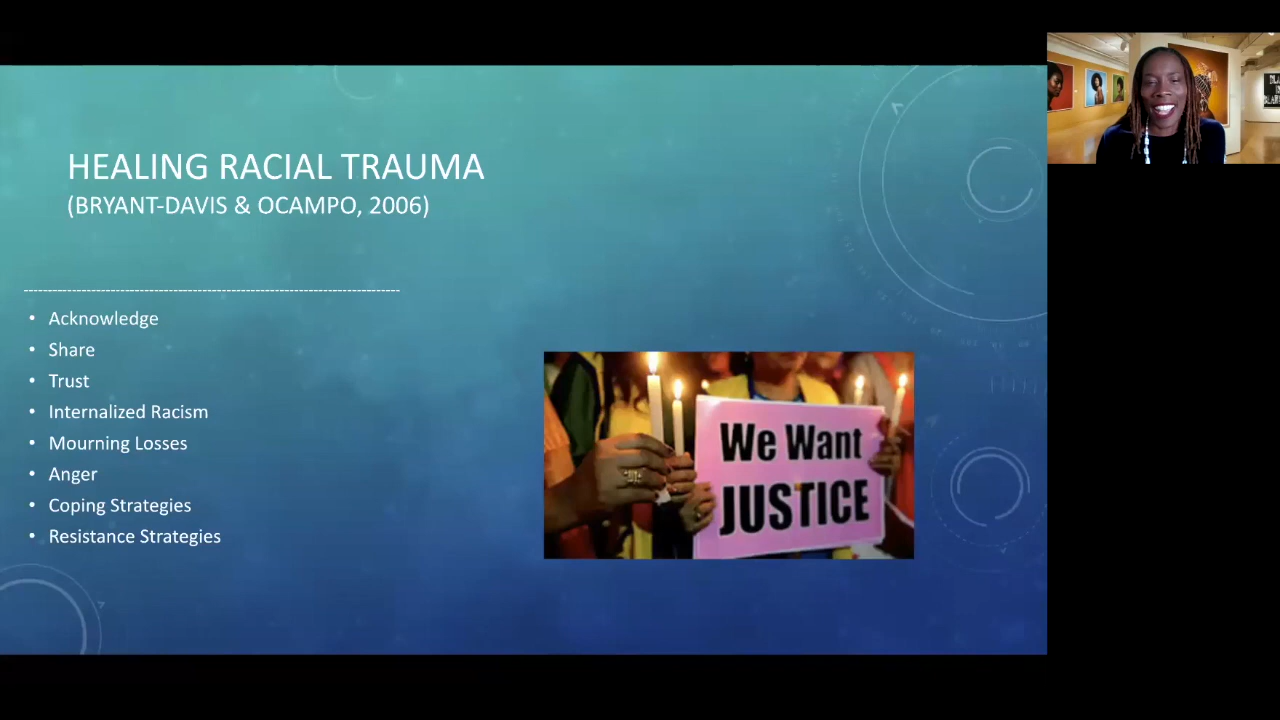 HEALING RACIAL TRAUMA
(BRYANT-DAVIS & OCAMPO, 2006)
--------------------------------------------------------------------------------
• Acknowledge
• Share
• Trust
• Internalized Racism
• Mourning Losses
• Anger
• Coping Strategies
• Resistance Strategies
We Want
JUSTICE